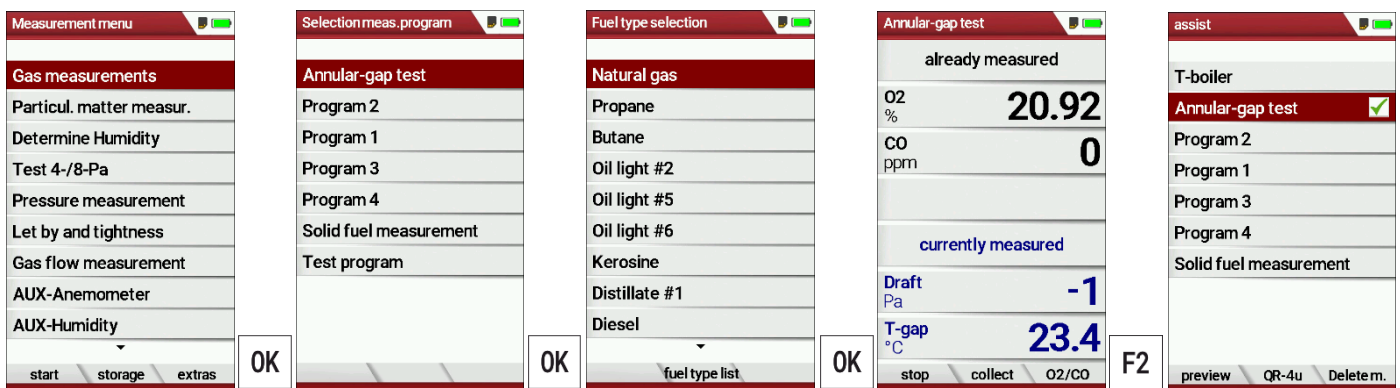 Measurement menu
Gas measurements
Particul. matter measur.
Determine Humidity
Test 4-/8-Pa
Pressure measurement
Let by and tightness
Gas flow measurement
AUX-Anemometer
AUX-Humidity
start storage extras
OK
Selection meas.program
Annular-gap test
Program 2
Program 1
Program 3
Program 4
Solid fuel measurement
Test program
OK
Fuel type selection
Natural gas
Propane
Butane
Oil light #2
Oil light #5
Oil light #6
Kerosine
Distillate #1
Diesel
fuel type list
OK
Annular-gap test
already measured
O2 20.92
%
CO 0
ppm
currently measured
Draft -1
Pa
T-gap 23.4
°C
stop collect O2/CO
F2
assist
T-boiler
Annular-gap test
Program 2
Program 1
Program 3
Program 4
Solid fuel measurement
preview QR-4u Delete m.